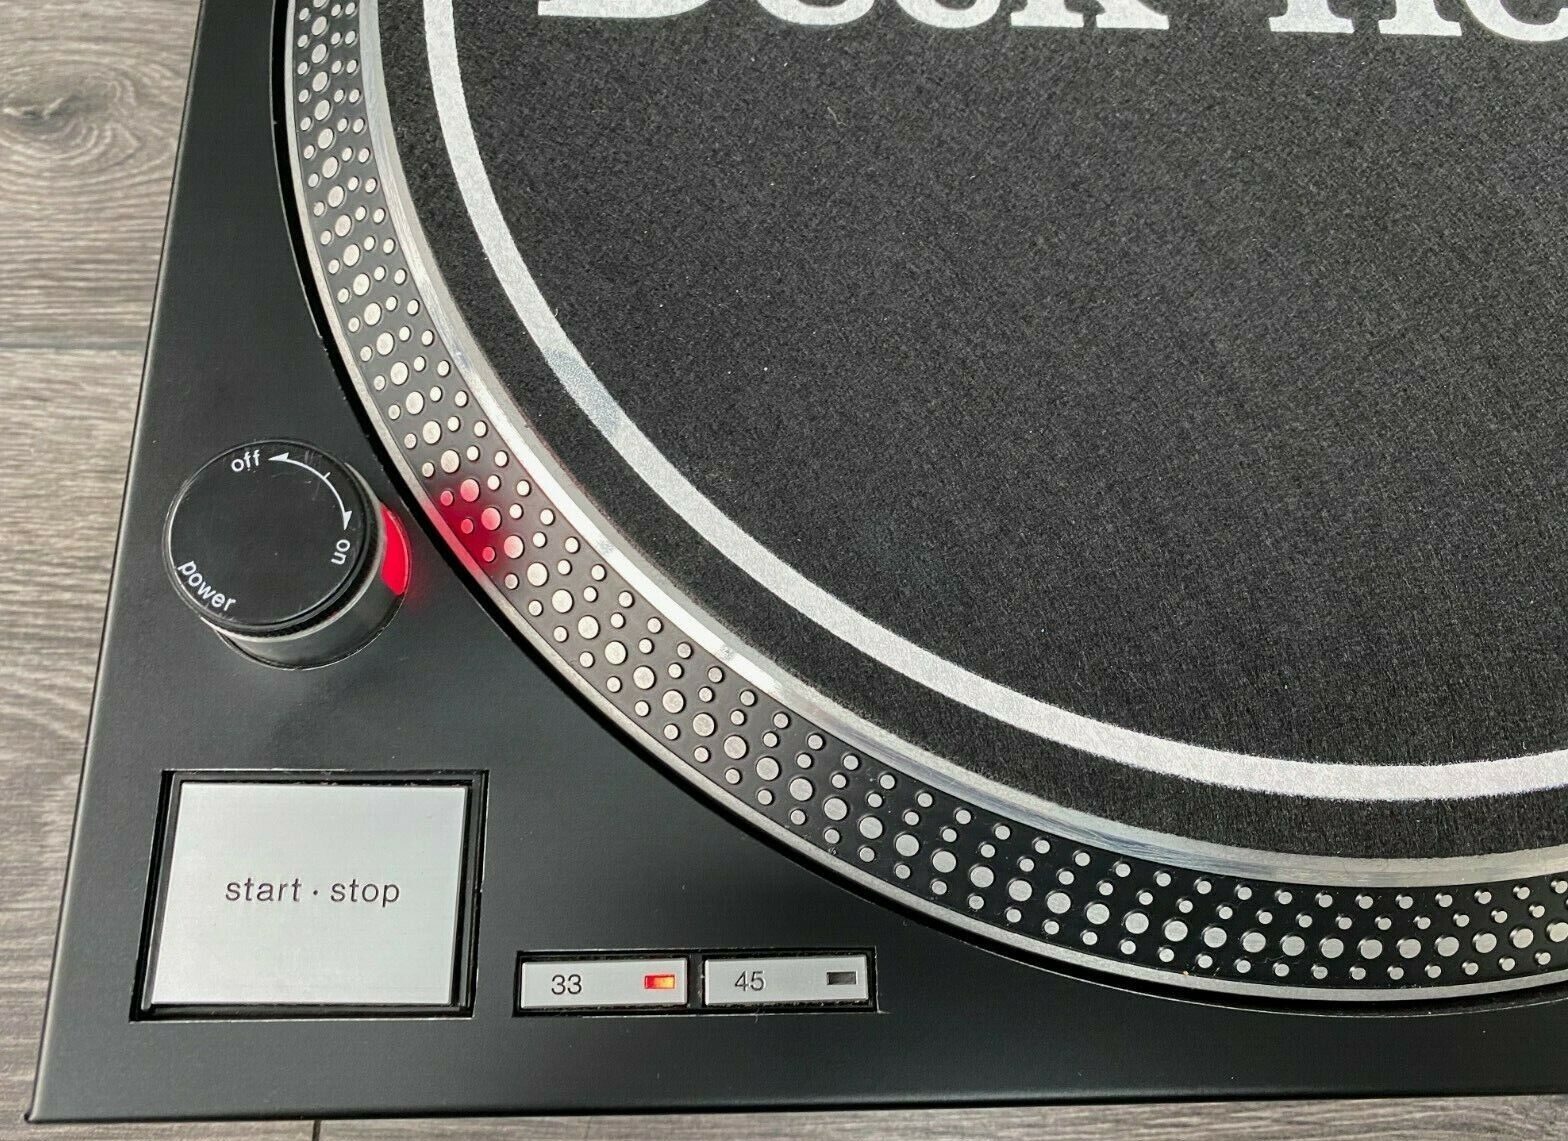 off
on
power
start · stop
33
45